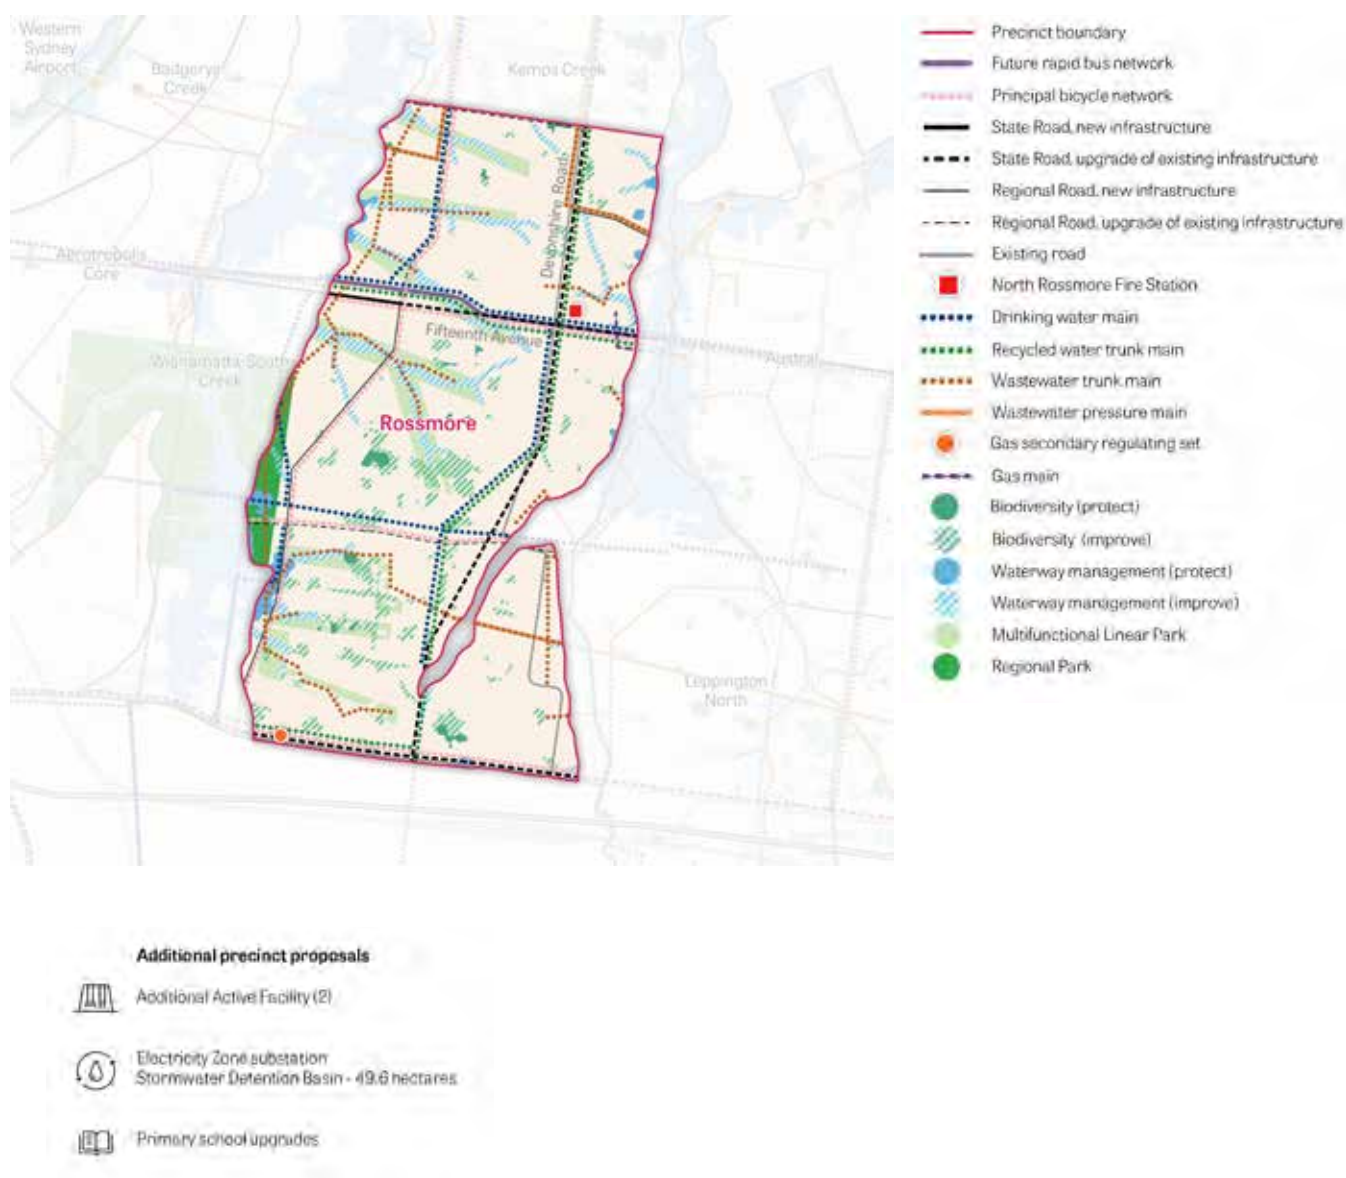 Western
Sydney
Airport
Badgerys
Creek
Kemps Creek
Devonshire Road
Aerotropolis
Core
Fifteenth Avenue
Austral
Wianamatta-South
Creek
Rossmore
Leppington
North
Precinct boundary
Future rapid bus network
Principal bicycle network
State Road, new infrastructure
State Road, upgrade of existing infrastructure
Regional Road, new infrastructure
Regional Road, upgrade of existing infrastructure
Existing road
North Rossmore Fire Station
Drinking water main
Recycled water trunk main
Wastewater trunk main
Wastewater pressure main
Gas secondary regulating set
Gas main
Biodiversity (protect)
Biodiversity (improve)
Waterway management (protect)
Waterway management (improve)
Multifunctional Linear Park
Regional Park
Additional precinct proposals
Additional Active Facility (2)
Electricity Zone substation
Stormwater Detention Basin - 49.6 hectares
Primary school upgrades